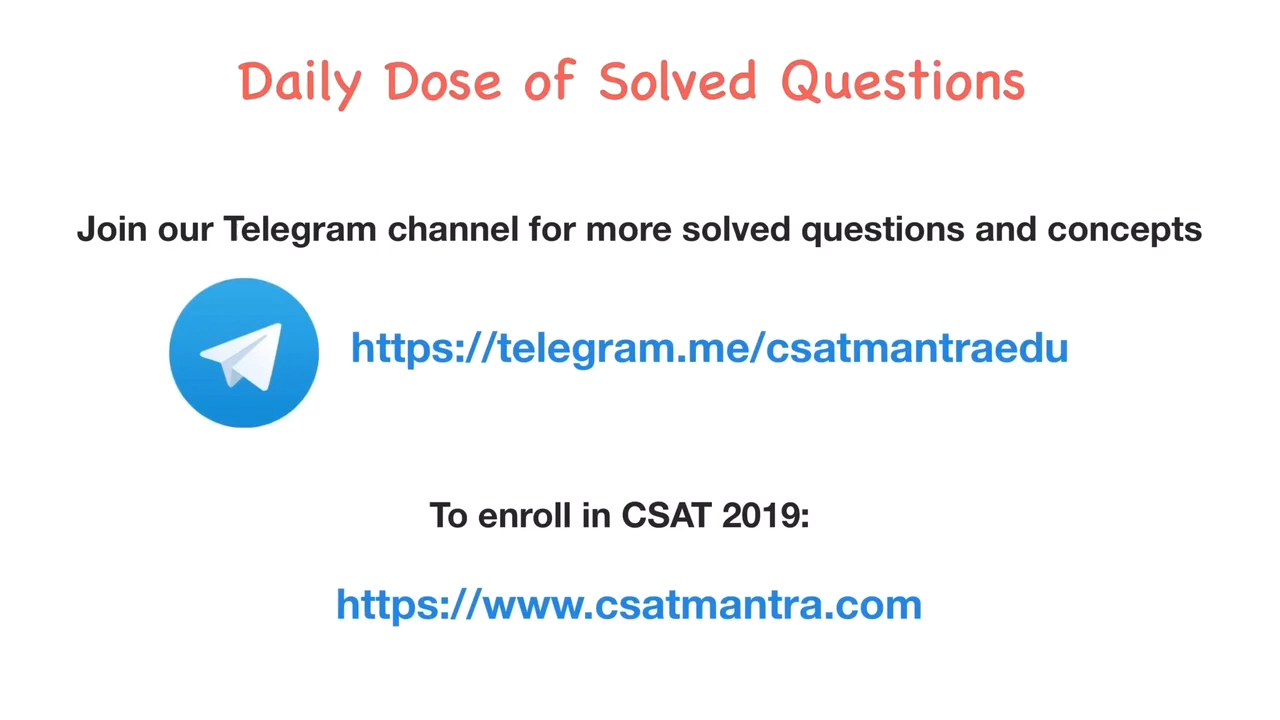 Daily Dose of Solved Questions
Join our Telegram channel for more solved questions and concepts
https://telegram.me/csatmantraedu
To enroll in CSAT 2019:
https://www.csatmantra.com